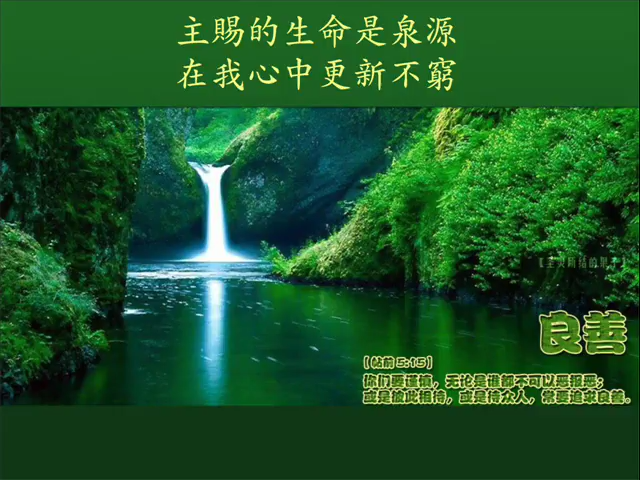 主賜的生命是泉源
在我心中更新不窮
良善
【帖前 5:15】
你们要谨慎，无论是谁都不可以恶报恶；
或是彼此相待，或是待众人，常要追求良善。